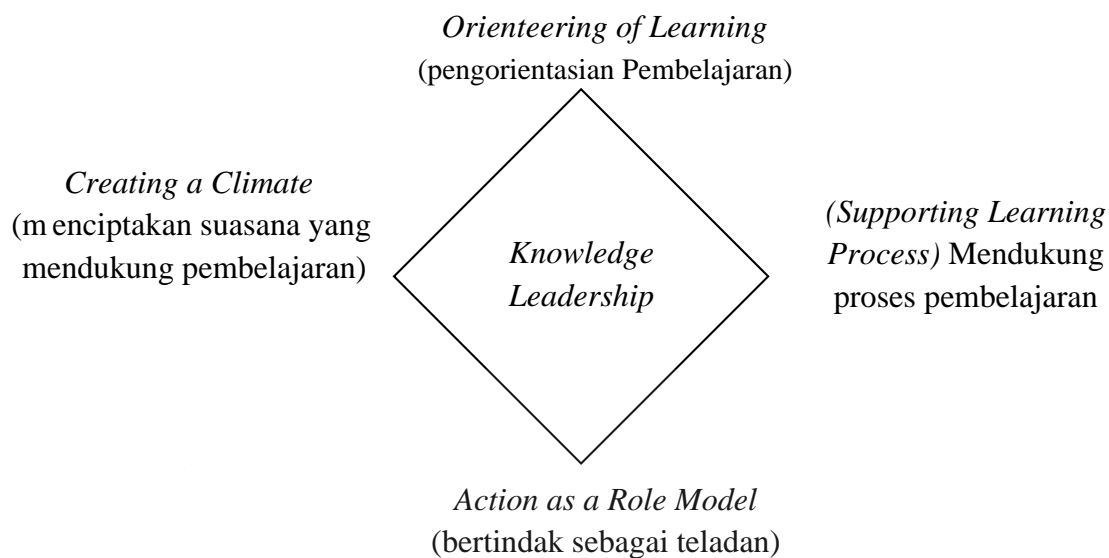 Orienteering of Learning
(pengorientasian Pembelajaran)
Creating a Climate
(m enciptakan suasana yang
mendukung pembelajaran)
Knowledge
Leadership
(Supporting Learning
Process) Mendukung
proses pembelajaran
Action as a Role Model
(bertindak sebagai teladan)